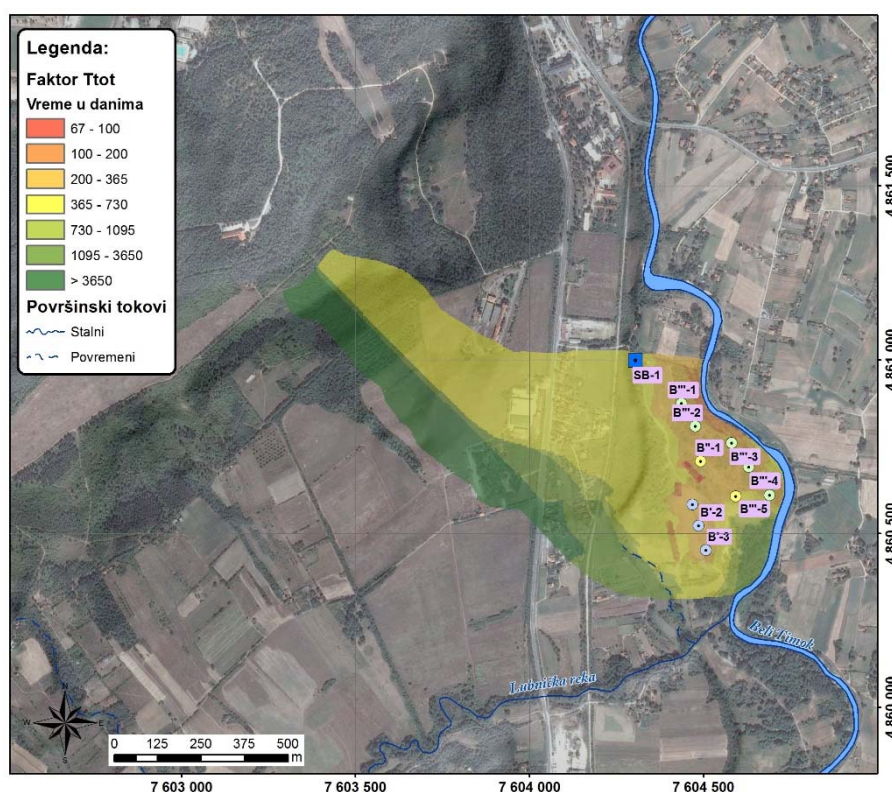 Legenda:
Faktor Ttot
Vreme u danima
67 - 100
100 - 200
200 - 365
365 - 730
730 - 1095
1095 - 3650
> 3650
Površinski tokovi
Stalni
Povremeni
4 861 500
4 861 000
4 860 500
4 860 000
SB-1
B'''-1
B'''-2
B''-1
B'''-3
B'''-4
B'''-5
B'-2
B'-3
Beli Timok
Lubnička reka
N
W
E
S
0 125 250 375 500
m
7 603 000 7 603 500 7 604 000 7 604 500